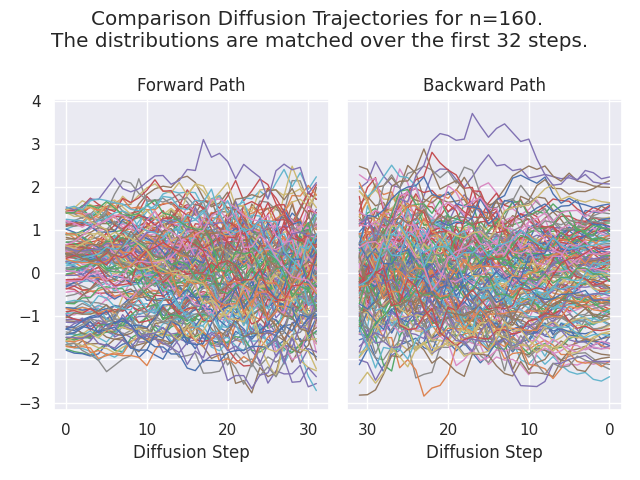 Comparison Diffusion Trajectories for n=160.
The distributions are matched over the first 32 steps.
Forward Path
Backward Path
4
3
2
1
0
−1
−2
−3
0 10 20 30
30 20 10 0
Diffusion Step
Diffusion Step